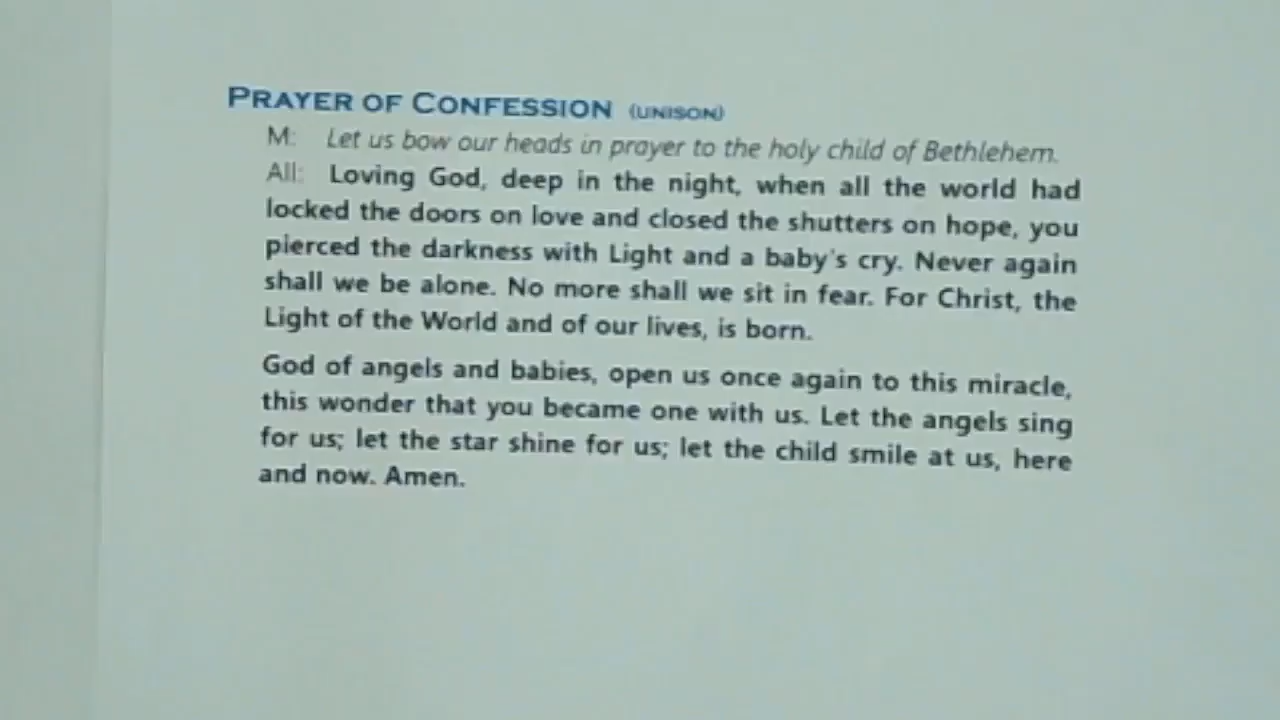 PRAYER OF CONFESSION (UNISON)
M: Let us bow our heads in prayer to the holy child of Bethlehem.
All: Loving God, deep in the night, when all the world had
locked the doors on love and closed the shutters on hope, you
pierced the darkness with Light and a baby's cry. Never again
shall we be alone. No more shall we sit in fear. For Christ, the
Light of the World and of our lives, is born.
God of angels and babies, open us once again to this miracle,
this wonder that you became one with us. Let the angels sing
for us; let the star shine for us; let the child smile at us, here
and now. Amen.